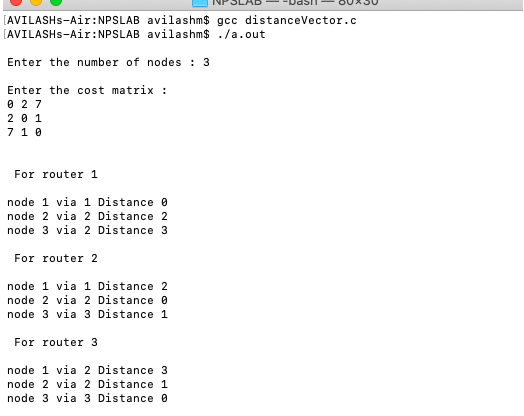 NPSLAB — -bash — 80×30
[AVILASHs-Air:NPSLAB avilashm$ gcc distanceVector.c
[AVILASHs-Air:NPSLAB avilashm$ ./a.out
Enter the number of nodes : 3
Enter the cost matrix :
0 2 7
2 0 1
7 1 0
For router 1
node 1 via 1 Distance 0
node 2 via 2 Distance 2
node 3 via 2 Distance 3
For router 2
node 1 via 1 Distance 2
node 2 via 2 Distance 0
node 3 via 3 Distance 1
For router 3
node 1 via 2 Distance 3
node 2 via 2 Distance 1
node 3 via 3 Distance 0